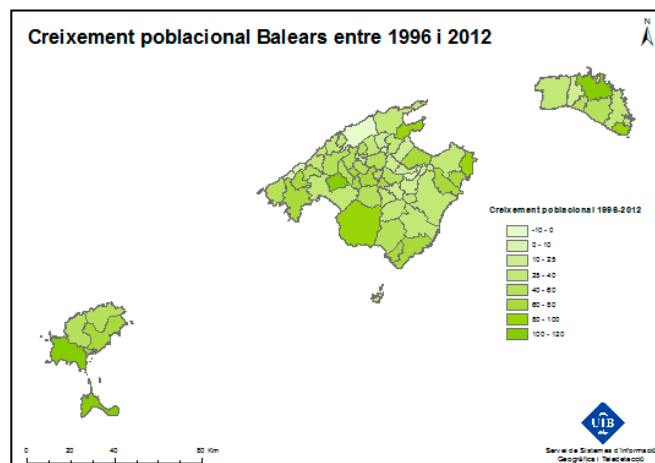 Creixement poblacional Balears entre 1996 i 2012
N
Creixement poblacional 1996-2012
-10 - 0
0 - 10
10 - 25
25 - 40
40 - 60
60 - 80
80 - 100
100 - 120
UIB
Servei de Sistemes d'Informació
Geogràfica i Teledetecció
0 20 40 80 Km